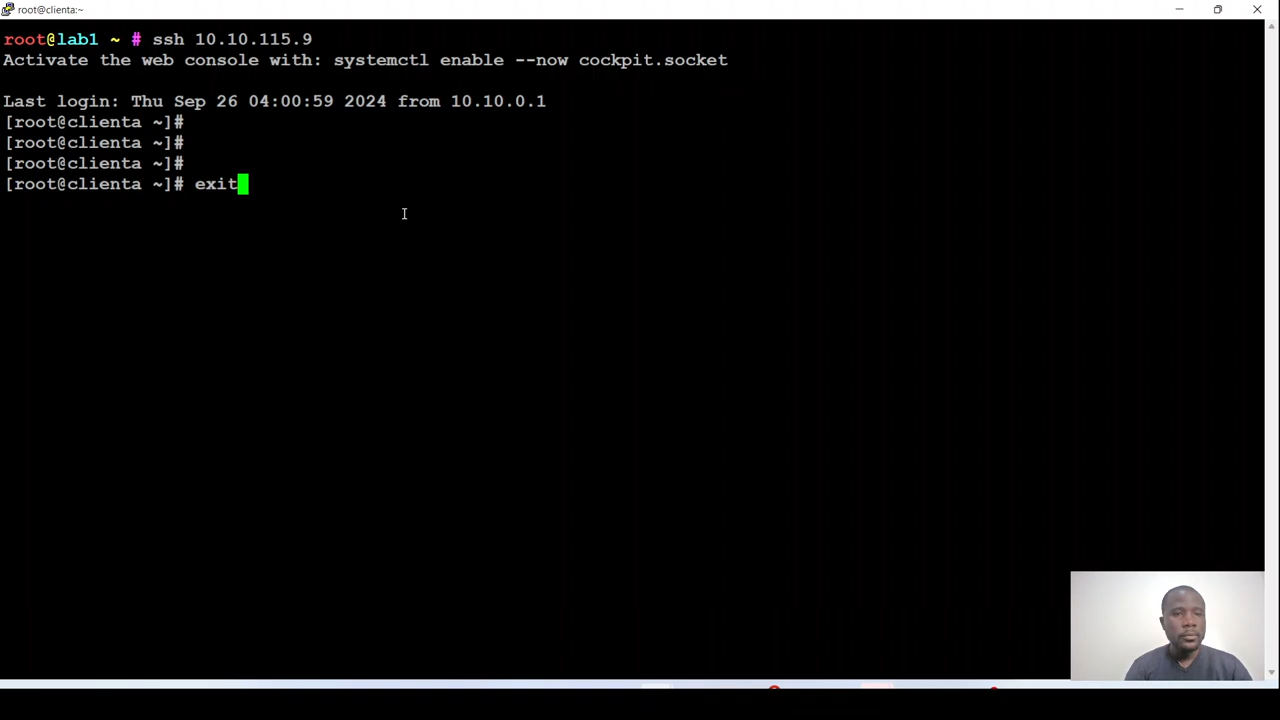 root@clienta:~
root@lab1 ~ # ssh 10.10.115.9
Activate the web console with: systemctl enable --now cockpit.socket
Last login: Thu Sep 26 04:00:59 2024 from 10.10.0.1
[root@clienta ~]#
[root@clienta ~]#
[root@clienta ~]#
[root@clienta ~]# exit